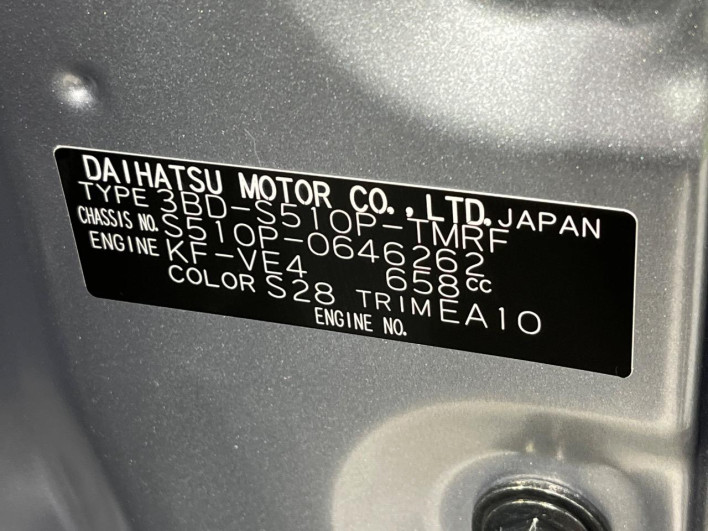 DAIHATSU MOTOR CO., LTD. JAPAN
TYPE 3BD-S510P-TMRF
CHASSIS NO. S510P-0646262
ENGINE KF-VE4 658cc
COLOR S28 TRIM EA10
ENGINE NO.